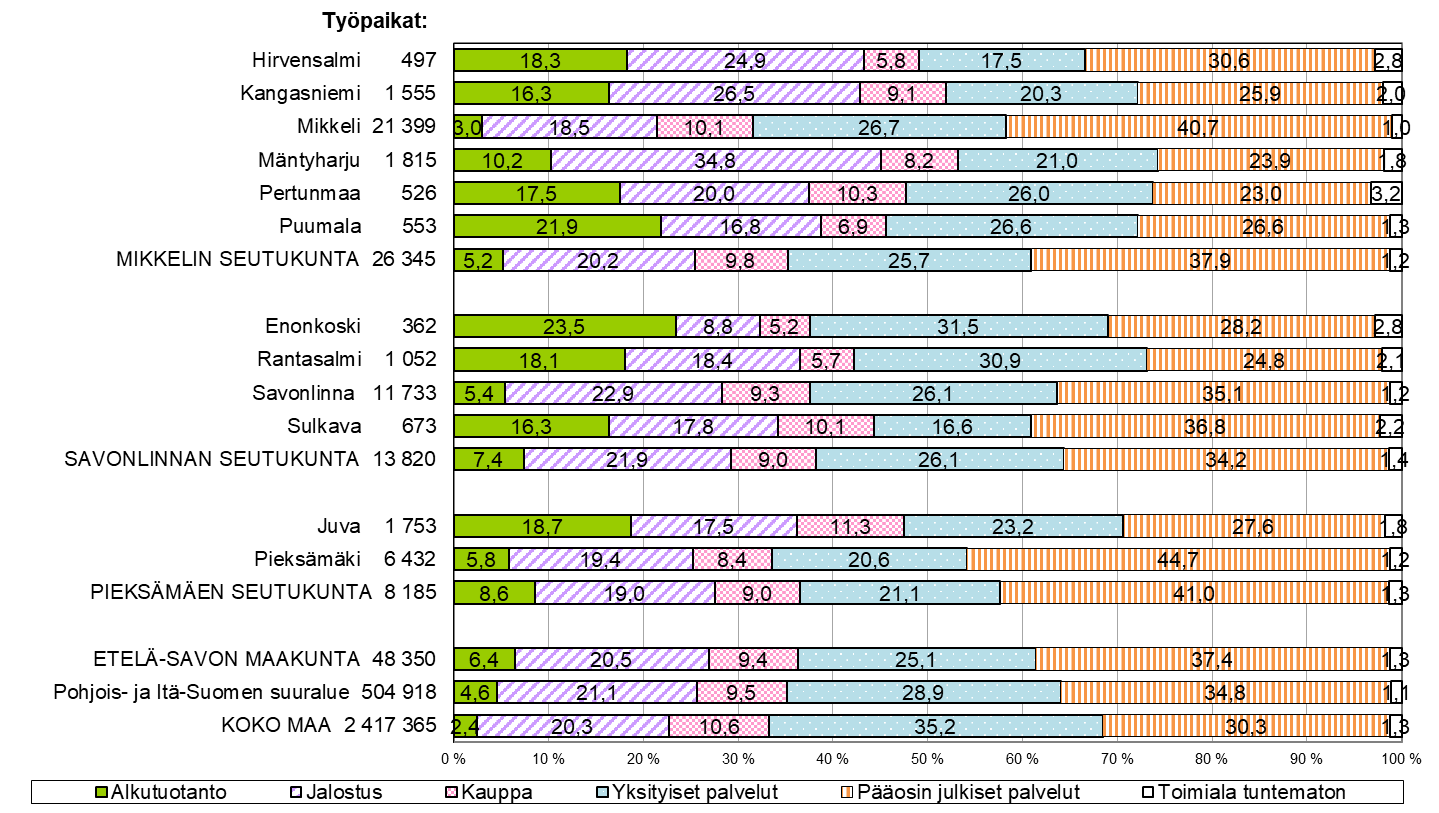 Työpaikat:
Hirvensalmi 497 18,3 24,9 5,8 17,5 30,6 2,8
Kangasniemi 1 555 16,3 26,5 9,1 20,3 25,9 2,0
Mikkeli 21 399 3,0 18,5 10,1 26,7 40,7 1,0
Mäntyharju 1 815 10,2 34,8 8,2 21,0 23,9 1,8
Pertunmaa 526 17,5 20,0 10,3 26,0 23,0 3,2
Puumala 553 21,9 16,8 6,9 26,6 26,6 1,3
MIKKELIN SEUTUKUNTA 26 345 5,2 20,2 9,8 25,7 37,9 1,2
Enonkoski 362 23,5 8,8 5,2 31,5 28,2 2,8
Rantasalmi 1 052 18,1 18,4 5,7 30,9 24,8 2,1
Savonlinna 11 733 5,4 22,9 9,3 26,1 35,1 1,2
Sulkava 673 16,3 17,8 10,1 16,6 36,8 2,2
SAVONLINNAN SEUTUKUNTA 13 820 7,4 21,9 9,0 26,1 34,2 1,4
Juva 1 753 18,7 17,5 11,3 23,2 27,6 1,8
Pieksämäki 6 432 5,8 19,4 8,4 20,6 44,7 1,2
PIEKSÄMÄEN SEUTUKUNTA 8 185 8,6 19,0 9,0 21,1 41,0 1,3
ETELÄ-SAVON MAAKUNTA 48 350 6,4 20,5 9,4 25,1 37,4 1,3
Pohjois- ja Itä-Suomen suuralue 504 918 4,6 21,1 9,5 28,9 34,8 1,1
KOKO MAA 2 417 365 2,4 20,3 10,6 35,2 30,3 1,3
0 % 10 % 20 % 30 % 40 % 50 % 60 % 70 % 80 % 90 % 100 %
Alkutuotanto Jalostus Kauppa Yksityiset palvelut Pääosin julkiset palvelut Toimiala tuntematon